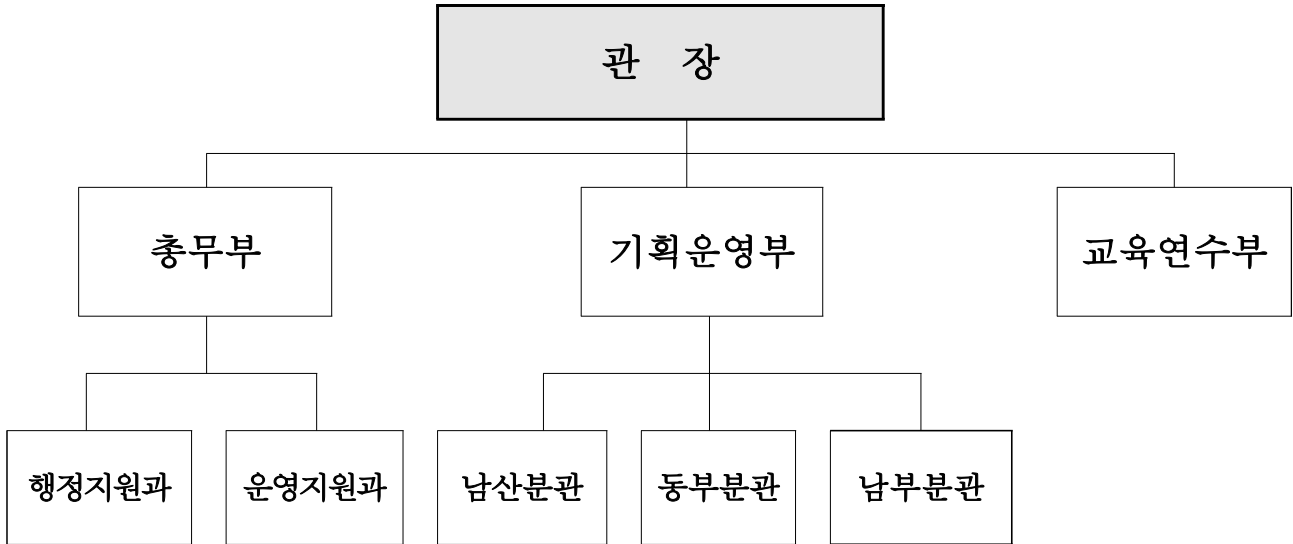 관 장
총무부
기획운영부
교육연수부
행정지원과
운영지원과
남산분관
동부분관
남부분관